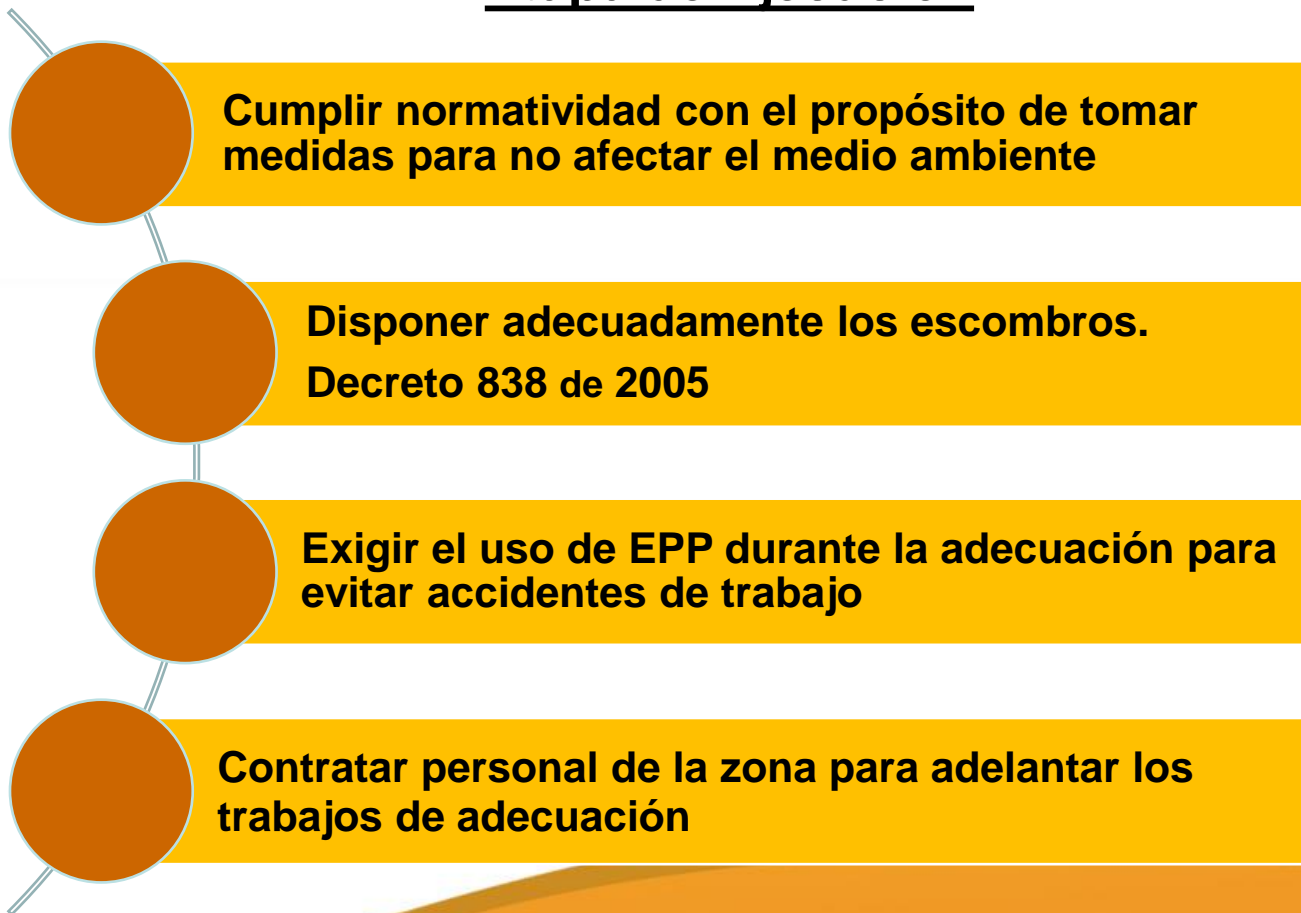 Cumplir normatividad con el propósito de tomar
medidas para no afectar el medio ambiente
Disponer adecuadamente los escombros.
Decreto 838 de 2005
Exigir el uso de EPP durante la adecuación para
evitar accidentes de trabajo
Contratar personal de la zona para adelantar los
trabajos de adecuación